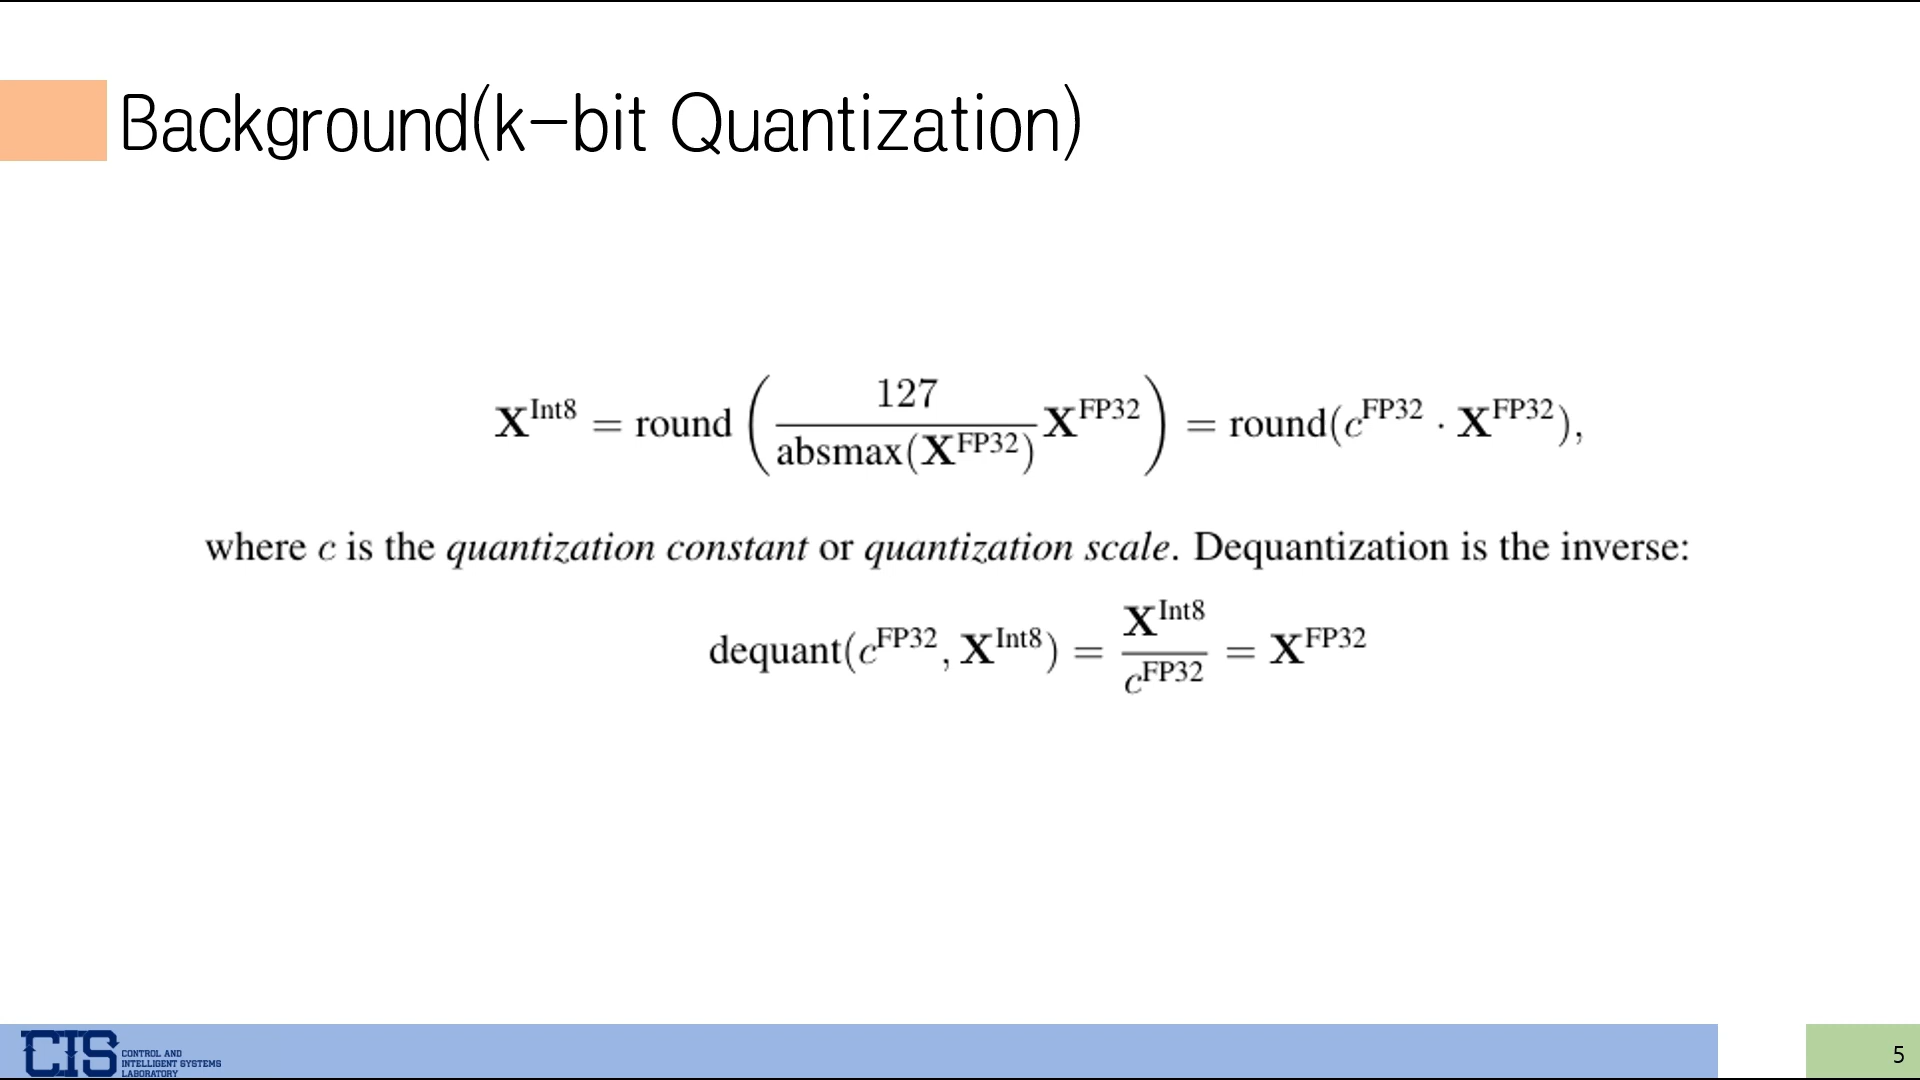 Background(k-bit Quantization)
X^Int8 = round ( 127 / absmax(X^FP32) X^FP32 ) = round(c^FP32 · X^FP32),
where c is the quantization constant or quantization scale. Dequantization is the inverse:
dequant(c^FP32, X^Int8) = X^Int8 / c^FP32 = X^FP32
CIS
CONTROL AND
INTELLIGENT SYSTEMS
LABORATORY
5